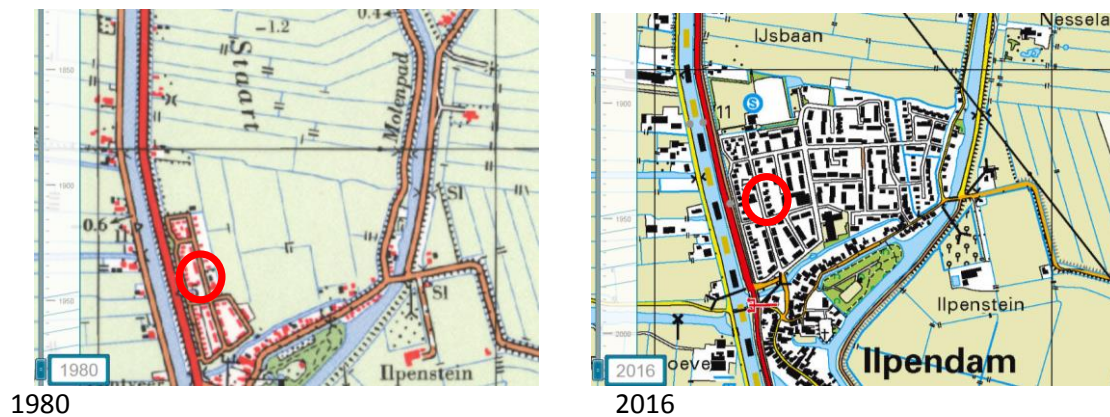 0.4
-1.2
Staart
1850
Molenpad
1900
Sl
0.6
1950
Sl
Ilpenstein
1980
IJsbaan
Nessela
11
S
1900
1950
Ilpenstein
2000
oeve
Ilpendam
2016
1980
2016